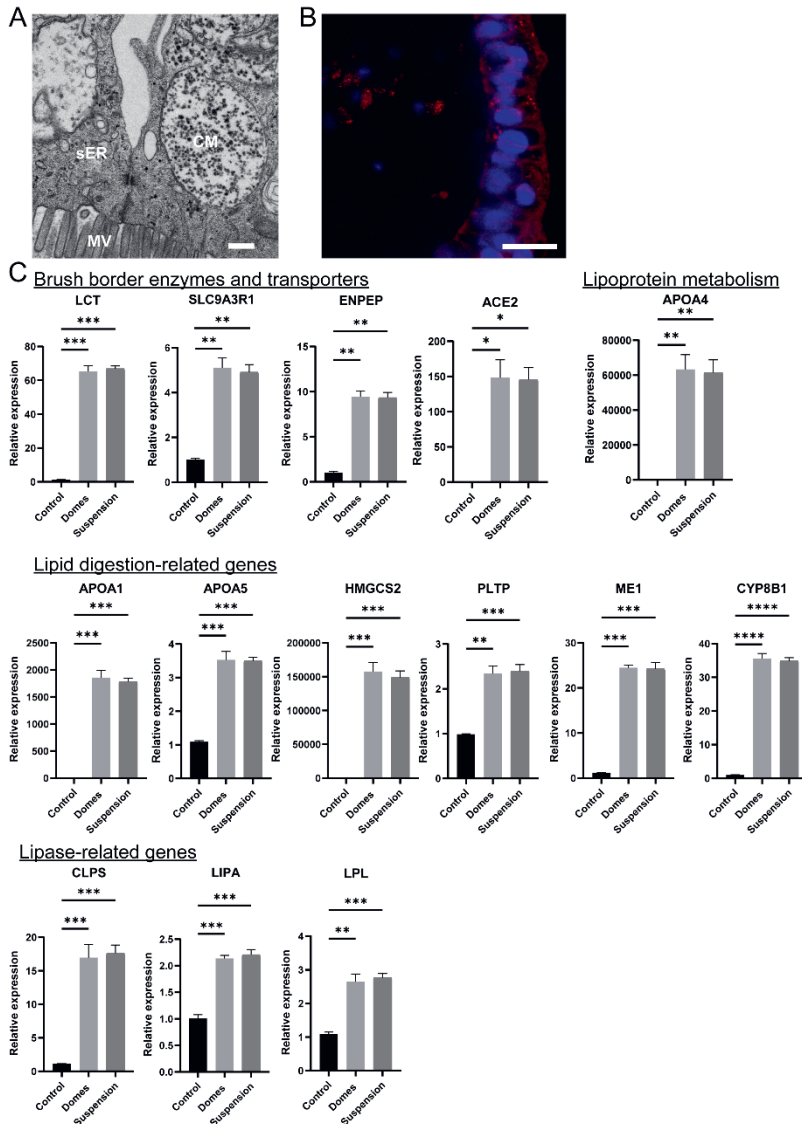 A
B
sER
CM
MV
C
Brush border enzymes and transporters
Lipoprotein metabolism
LCT
SLC9A3R1
ENPEP
ACE2
APOA4
*** ***
** **
** **
* *
** **
Relative expression
80
60
40
20
0
Control
Domes
Suspension
Relative expression
6
4
2
0
Control
Domes
Suspension
Relative expression
15
10
5
0
Control
Domes
Suspension
Relative expression
200
150
100
50
0
Control
Domes
Suspension
Relative expression
80000
60000
40000
20000
0
Control
Domes
Suspension
Lipid digestion-related genes
APOA1
APOA5
HMGCS2
PLTP
ME1
CYP8B1
*** ***
*** ***
*** ***
*** **
*** ***
**** ****
Relative expression
2500
2000
1500
1000
500
0
Control
Domes
Suspension
Relative expression
4
3
2
1
0
Control
Domes
Suspension
Relative expression
200000
150000
100000
50000
0
Control
Domes
Suspension
Relative expression
3
2
1
0
Control
Domes
Suspension
Relative expression
30
20
10
0
Control
Domes
Suspension
Relative expression
40
30
20
10
0
Control
Domes
Suspension
Lipase-related genes
CLPS
LIPA
LPL
*** ***
*** ***
*** **
Relative expression
20
15
10
5
0
Control
Domes
Suspension
Relative expression
2.5
2.0
1.5
1.0
0.5
0.0
Control
Domes
Suspension
Relative expression
4
3
2
1
0
Control
Domes
Suspension